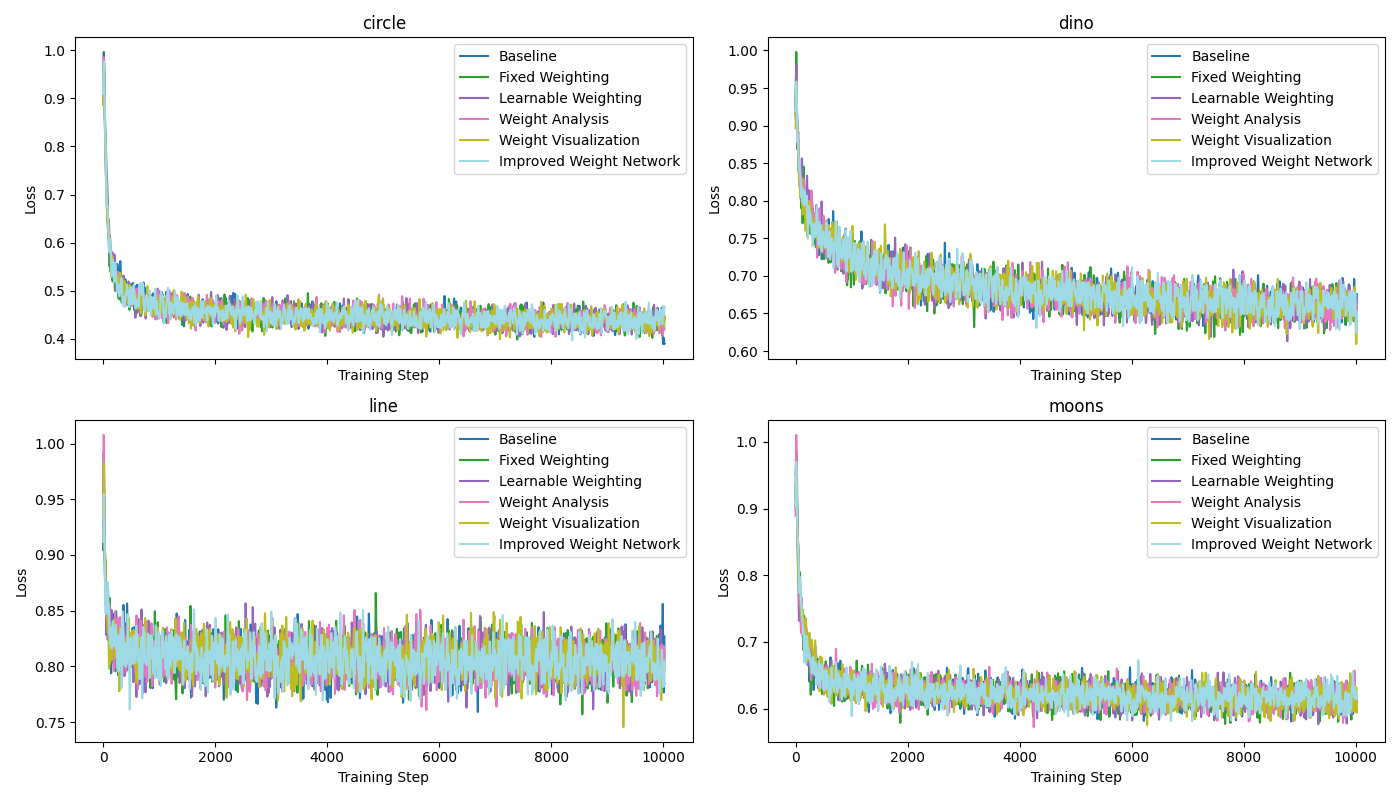 circle
1.0
0.9
0.8
0.7
0.6
0.5
0.4
Loss
Training Step
Baseline
Fixed Weighting
Learnable Weighting
Weight Analysis
Weight Visualization
Improved Weight Network
dino
1.00
0.95
0.90
0.85
0.80
0.75
0.70
0.65
0.60
Loss
Training Step
Baseline
Fixed Weighting
Learnable Weighting
Weight Analysis
Weight Visualization
Improved Weight Network
line
1.00
0.95
0.90
0.85
0.80
0.75
Loss
0 2000 4000 6000 8000 10000
Training Step
Baseline
Fixed Weighting
Learnable Weighting
Weight Analysis
Weight Visualization
Improved Weight Network
moons
1.0
0.9
0.8
0.7
0.6
Loss
0 2000 4000 6000 8000 10000
Training Step
Baseline
Fixed Weighting
Learnable Weighting
Weight Analysis
Weight Visualization
Improved Weight Network